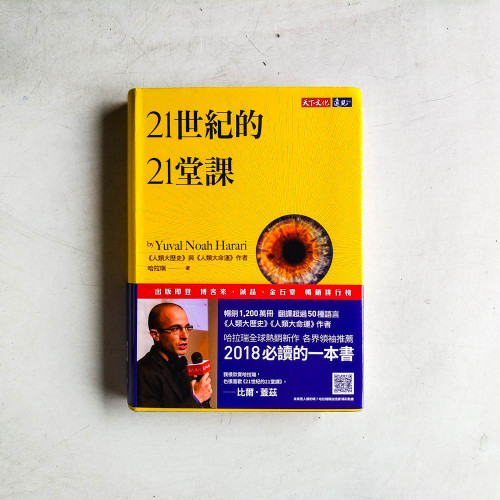 天下文化 遠見
21世紀的
21堂課
by Yuval Noah Harari
《人類大歷史》與《人類大命運》作者
哈拉瑞——著
出版即登 博客來‧誠品‧金石堂 暢銷排行榜
暢銷1,200萬冊 翻譯超過50種語言
《人類大歷史》《人類大命運》作者
哈拉瑞全球熱銷新作 各界領袖推薦
2018必讀的一本書
我很欣賞哈拉瑞,
也很喜歡《21世紀的21堂課》。
——比爾‧蓋茲